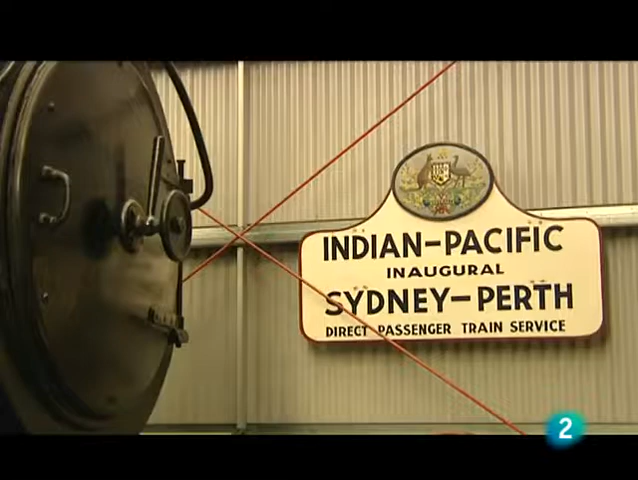 INDIAN–PACIFIC
INAUGURAL
SYDNEY–PERTH
DIRECT PASSENGER TRAIN SERVICE
2